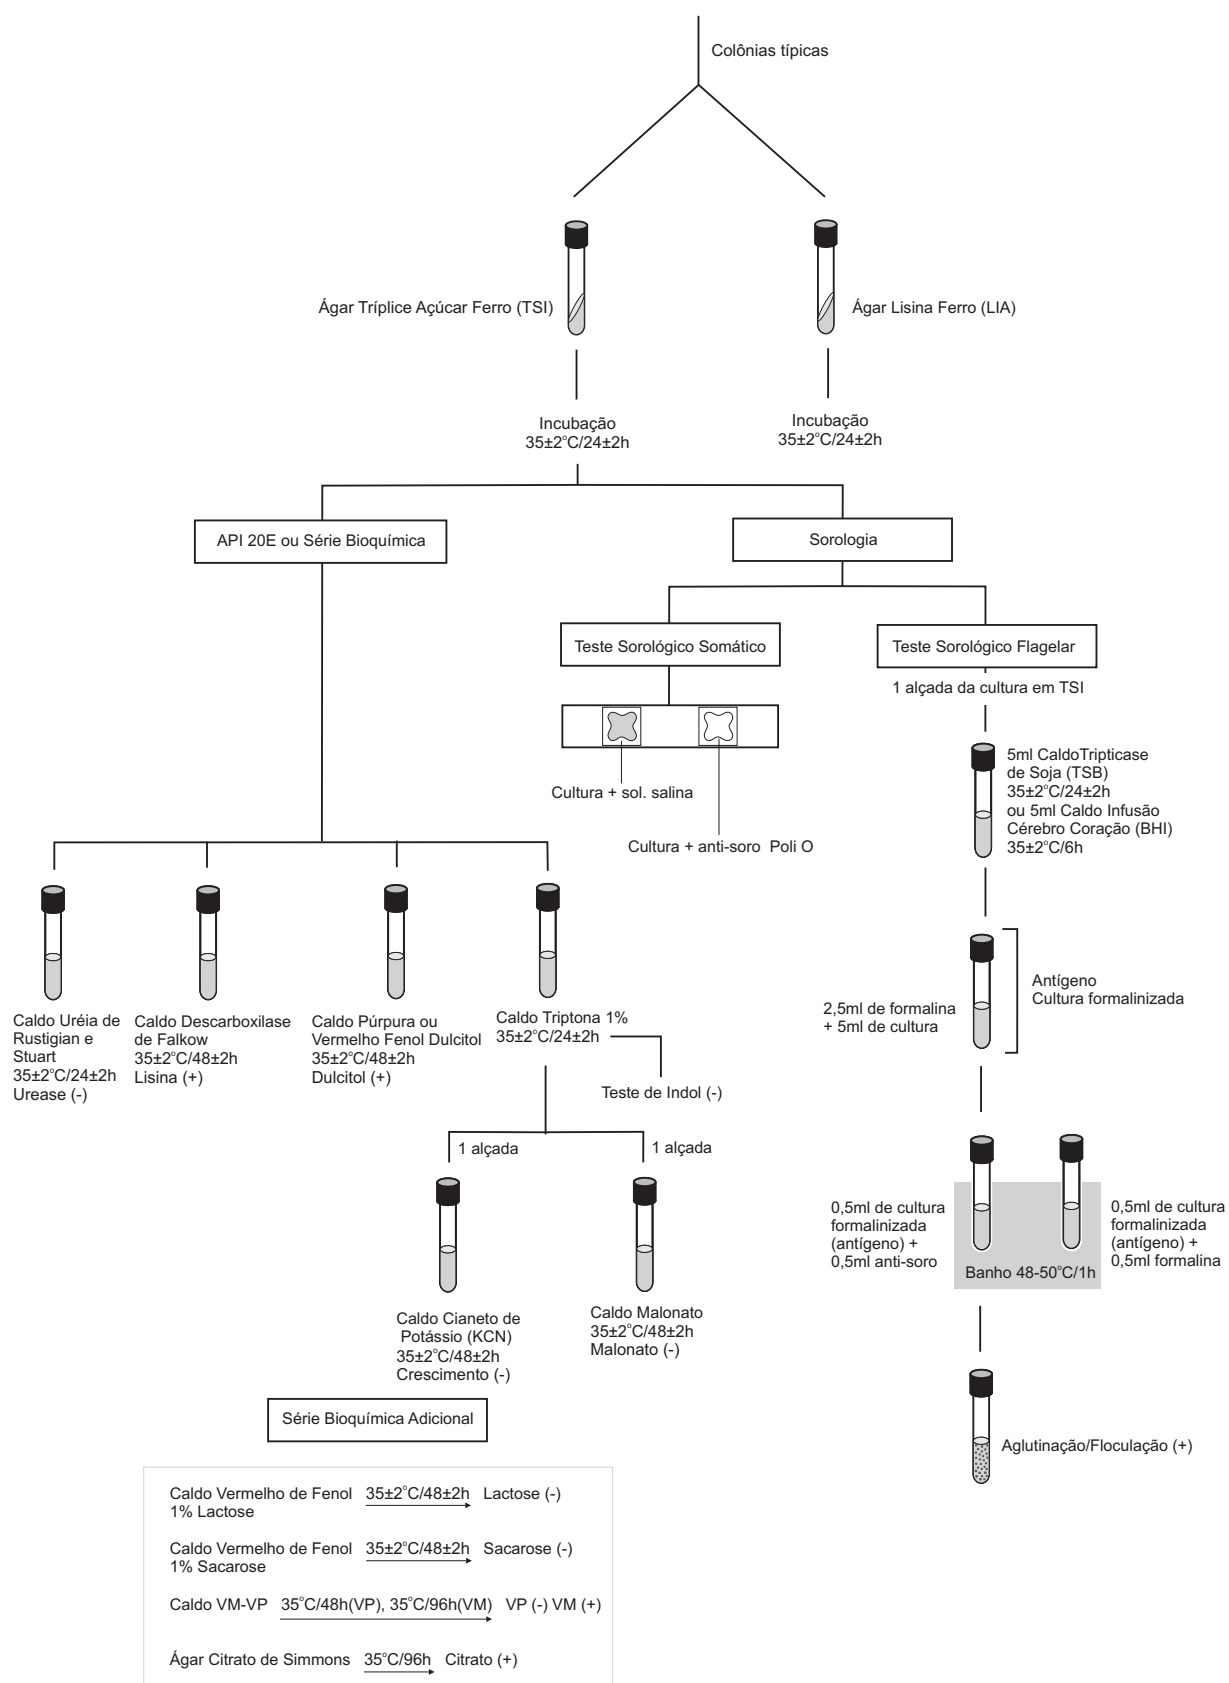 Colônias típicas
Ágar Tríplice Açúcar Ferro (TSI)
Ágar Lisina Ferro (LIA)
Incubação
35±2°C/24±2h
Incubação
35±2°C/24±2h
API 20E ou Série Bioquímica
Sorologia
Teste Sorológico Somático
Teste Sorológico Flagelar
1 alçada da cultura em TSI
Cultura + sol. salina
Cultura + anti-soro Poli O
5ml CaldoTripticase
de Soja (TSB)
35±2°C/24±2h
ou 5ml Caldo Infusão
Cérebro Coração (BHI)
35±2°C/6h
Caldo Uréia de
Rustigian e
Stuart
35±2°C/24±2h
Urease (-)
Caldo Descarboxilase
de Falkow
35±2°C/48±2h
Lisina (+)
Caldo Púrpura ou
Vermelho Fenol Dulcitol
35±2°C/48±2h
Dulcitol (+)
Caldo Triptona 1%
35±2°C/24±2h
Teste de Indol (-)
2,5ml de formalina
+ 5ml de cultura
Antígeno
Cultura formalinizada
1 alçada
1 alçada
0,5ml de cultura
formalinizada
(antígeno) +
0,5ml anti-soro
Banho 48-50°C/1h
0,5ml de cultura
formalinizada
(antígeno) +
0,5ml formalina
Caldo Cianeto de
Potássio (KCN)
35±2°C/48±2h
Crescimento (-)
Caldo Malonato
35±2°C/48±2h
Malonato (-)
Aglutinação/Floculação (+)
Série Bioquímica Adicional
Caldo Vermelho de Fenol 35±2°C/48±2h Lactose (-)
1% Lactose
Caldo Vermelho de Fenol 35±2°C/48±2h Sacarose (-)
1% Sacarose
Caldo VM-VP 35°C/48h(VP), 35°C/96h(VM) VP (-) VM (+)
Ágar Citrato de Simmons 35°C/96h Citrato (+)